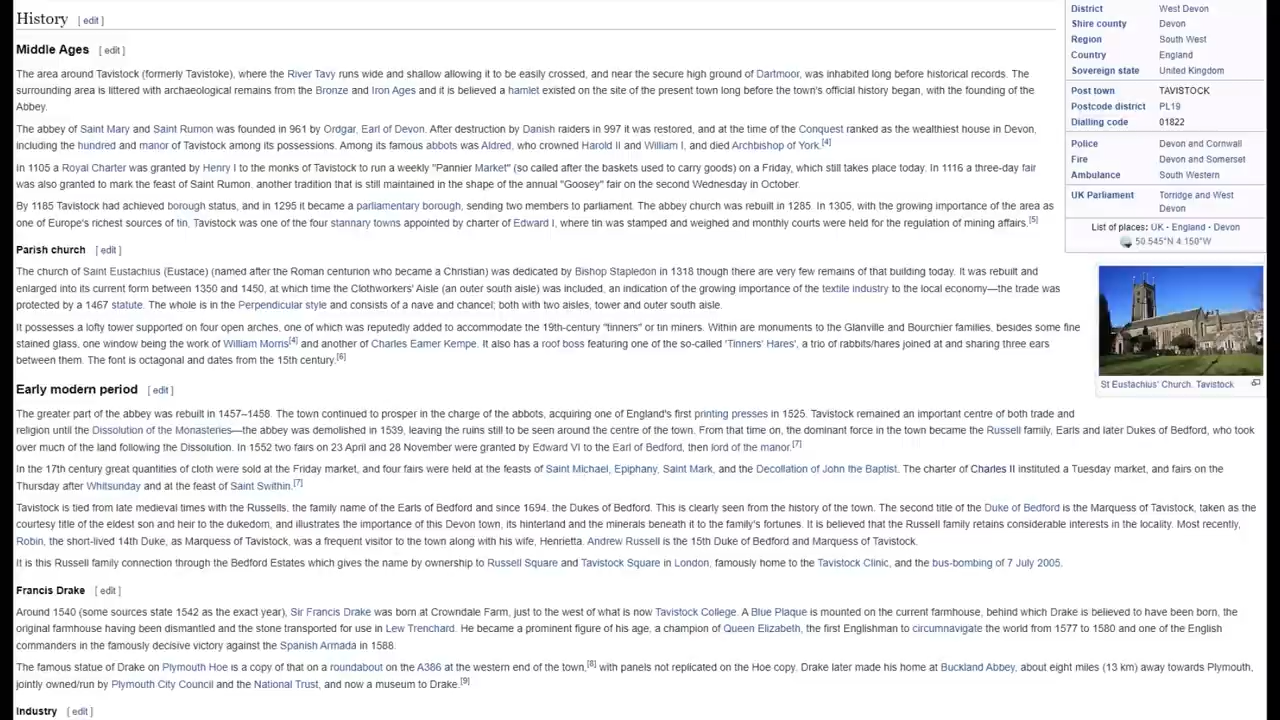 History [ edit ]
Middle Ages [ edit ]
The area around Tavistock (formerly Tavistoke), where the River Tavy runs wide and shallow allowing it to be easily crossed, and near the secure high ground of Dartmoor, was inhabited long before historical records. The
surrounding area is littered with archaeological remains from the Bronze and Iron Ages and it is believed a hamlet existed on the site of the present town long before the town's official history began, with the founding of the
Abbey.
The abbey of Saint Mary and Saint Rumon was founded in 961 by Ordgar, Earl of Devon. After destruction by Danish raiders in 997 it was restored, and at the time of the Conquest ranked as the wealthiest house in Devon,
including the hundred and manor of Tavistock among its possessions. Among its famous abbots was Aldred, who crowned Harold II and William I, and died Archbishop of York.[4]
In 1105 a Royal Charter was granted by Henry I to the monks of Tavistock to run a weekly "Pannier Market" (so called after the baskets used to carry goods) on a Friday, which still takes place today. In 1116 a three-day fair
was also granted to mark the feast of Saint Rumon, another tradition that is still maintained in the shape of the annual "Goosey" fair on the second Wednesday in October.
By 1185 Tavistock had achieved borough status, and in 1295 it became a parliamentary borough, sending two members to parliament. The abbey church was rebuilt in 1285. In 1305, with the growing importance of the area as
one of Europe's richest sources of tin, Tavistock was one of the four stannary towns appointed by charter of Edward I, where tin was stamped and weighed and monthly courts were held for the regulation of mining affairs.[5]
Parish church [ edit ]
The church of Saint Eustachius (Eustace) (named after the Roman centurion who became a Christian) was dedicated by Bishop Stapledon in 1318 though there are very few remains of that building today. It was rebuilt and
enlarged into its current form between 1350 and 1450, at which time the Clothworkers' Aisle (an outer south aisle) was included, an indication of the growing importance of the textile industry to the local economy—the trade was
protected by a 1467 statute. The whole is in the Perpendicular style and consists of a nave and chancel, both with two aisles, tower and outer south aisle.
It possesses a lofty tower supported on four open arches, one of which was reputedly added to accommodate the 19th-century "tinners" or tin miners. Within are monuments to the Glanville and Bourchier families, besides some fine
stained glass, one window being the work of William Morris[4] and another of Charles Eamer Kempe. It also has a roof boss featuring one of the so-called 'Tinners' Hares', a trio of rabbits/hares joined at and sharing three ears
between them. The font is octagonal and dates from the 15th century.[6]
Early modern period [ edit ]
The greater part of the abbey was rebuilt in 1457–1458. The town continued to prosper in the charge of the abbots, acquiring one of England's first printing presses in 1525. Tavistock remained an important centre of both trade and
religion until the Dissolution of the Monasteries—the abbey was demolished in 1539, leaving the ruins still to be seen around the centre of the town. From that time on, the dominant force in the town became the Russell family, Earls and later Dukes of Bedford, who took
over much of the land following the Dissolution. In 1552 two fairs on 23 April and 28 November were granted by Edward VI to the Earl of Bedford, then lord of the manor.[7]
In the 17th century great quantities of cloth were sold at the Friday market, and four fairs were held at the feasts of Saint Michael, Epiphany, Saint Mark, and the Decollation of John the Baptist. The charter of Charles II instituted a Tuesday market, and fairs on the
Thursday after Whitsunday and at the feast of Saint Swithin.[7]
Tavistock is tied from late medieval times with the Russells, the family name of the Earls of Bedford and since 1694, the Dukes of Bedford. This is clearly seen from the history of the town. The second title of the Duke of Bedford is the Marquess of Tavistock, taken as the
courtesy title of the eldest son and heir to the dukedom, and illustrates the importance of this Devon town, its hinterland and the minerals beneath it to the family's fortunes. It is believed that the Russell family retains considerable interests in the locality. Most recently,
Robin, the short-lived 14th Duke, as Marquess of Tavistock, was a frequent visitor to the town along with his wife, Henrietta. Andrew Russell is the 15th Duke of Bedford and Marquess of Tavistock.
It is this Russell family connection through the Bedford Estates which gives the name by ownership to Russell Square and Tavistock Square in London, famously home to the Tavistock Clinic, and the bus-bombing of 7 July 2005.
Francis Drake [ edit ]
Around 1540 (some sources state 1542 as the exact year), Sir Francis Drake was born at Crowndale Farm, just to the west of what is now Tavistock College. A Blue Plaque is mounted on the current farmhouse, behind which Drake is believed to have been born, the
original farmhouse having been dismantled and the stone transported for use in Lew Trenchard. He became a prominent figure of his age, a champion of Queen Elizabeth, the first Englishman to circumnavigate the world from 1577 to 1580 and one of the English
commanders in the famously decisive victory against the Spanish Armada in 1588.
The famous statue of Drake on Plymouth Hoe is a copy of that on a roundabout on the A386 at the western end of the town,[8] with panels not replicated on the Hoe copy. Drake later made his home at Buckland Abbey, about eight miles (13 km) away towards Plymouth,
jointly owned/run by Plymouth City Council and the National Trust, and now a museum to Drake.[9]
Industry [ edit ]
District West Devon
Shire county Devon
Region South West
Country England
Sovereign state United Kingdom
Post town TAVISTOCK
Postcode district PL19
Dialling code 01822
Police Devon and Cornwall
Fire Devon and Somerset
Ambulance South Western
UK Parliament Torridge and West
Devon
List of places: UK · England · Devon
50.545°N 4.150°W
St Eustachius' Church, Tavistock